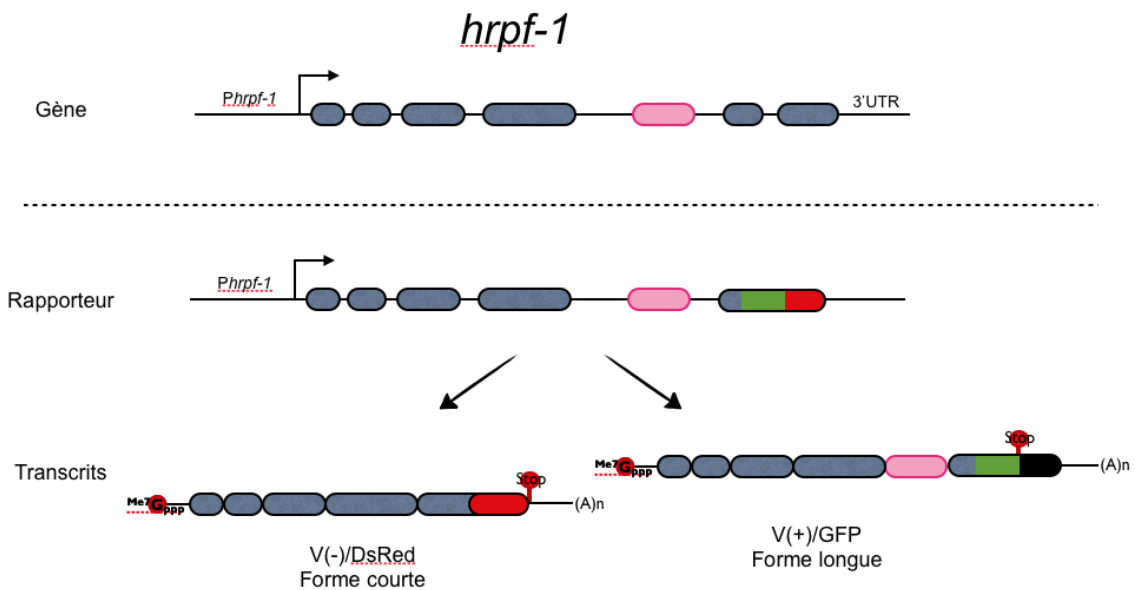 hrpf-1
Phrpf-1
Gène
3'UTR
Phrpf-1
Rapporteur
Transcrits
Me7Gppp
Stop
(A)n
V(-)/DsRed
Forme courte
Me7Gppp
Stop
(A)n
V(+)/GFP
Forme longue